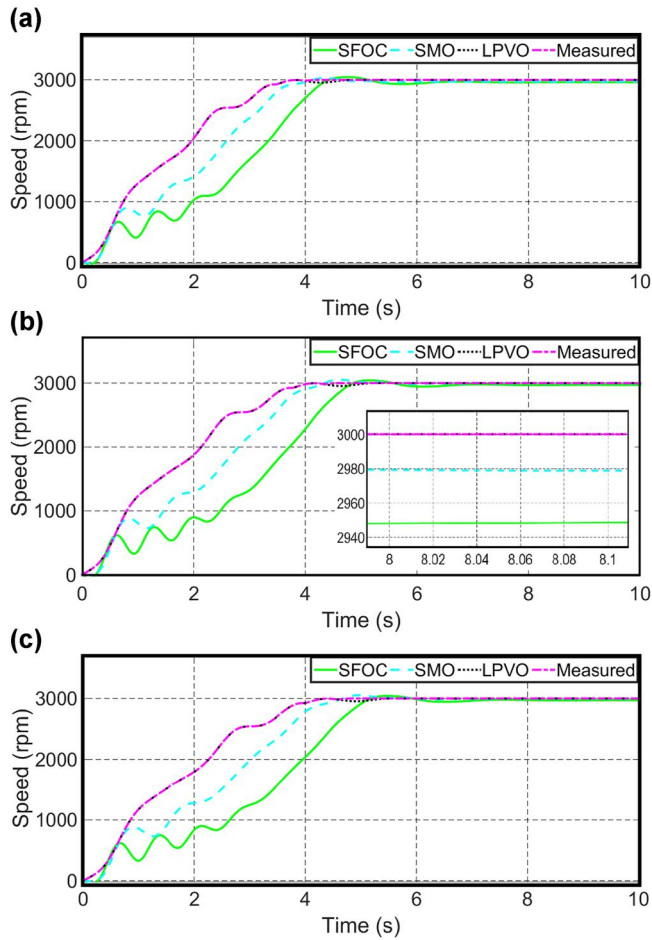 (a)
SFOC SMO LPVO Measured
3000
2000
1000
0
Speed (rpm)
0 2 4 6 8 10
Time (s)
(b)
SFOC SMO LPVO Measured
3000
2000
1000
0
Speed (rpm)
3000
2980
2960
2940
8 8.02 8.04 8.06 8.08 8.1
0 2 4 6 8 10
Time (s)
(c)
SFOC SMO LPVO Measured
3000
2000
1000
0
Speed (rpm)
0 2 4 6 8 10
Time (s)